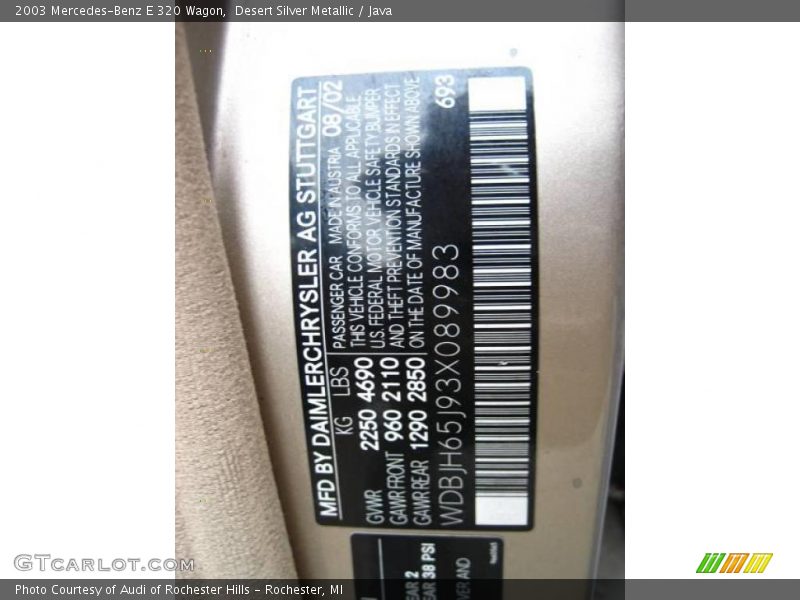 2003 Mercedes-Benz E 320 Wagon,  Desert Silver Metallic / Java
MFD BY DAIMLERCHRYSLER AG STUTTGART
KG LBS PASSENGER CAR MADE IN AUSTRIA 08/02
THIS VEHICLE CONFORMS TO ALL APPLICABLE
GVWR 2250 4690 U.S. FEDERAL MOTOR VEHICLE SAFETY BUMPER
GAWR FRONT 960 2110 AND THEFT PREVENTION STANDARDS IN EFFECT
GAWR REAR 1290 2850 ON THE DATE OF MANUFACTURE SHOWN ABOVE
WDBJH65J93X089983 693
EAR 2
EAR 38 PSI
GTCARLOT.COM
Photo Courtesy of Audi of Rochester Hills - Rochester, MI